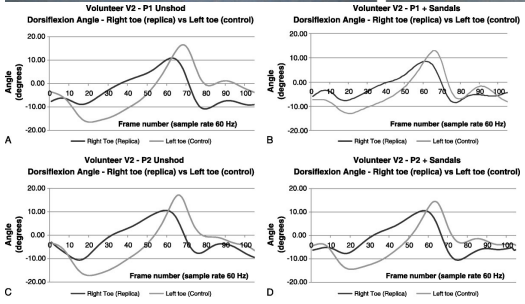 Volunteer V2 - P1 Unshod
Dorsiflexion Angle - Right toe (replica) vs Left toe (control)
20.00
10.00
0.00
-10.00
-20.00
Angle
(degrees)
0 10 20 30 40 50 60 70 80 90 100
Frame number (sample rate 60 Hz)
A
Right Toe (Replica) Left toe (Control)
Volunteer V2 - P1 + Sandals
Dorsiflexion Angle - Right toe (replica) vs Left toe (control)
20.00
10.00
0.00
-10.00
-20.00
Angle
(degrees)
0 10 20 30 40 50 60 70 80 90 100
Frame number (sample rate 60 Hz)
B
Right Toe (Replica) Left toe (Control)
Volunteer V2 - P2 Unshod
Dorsiflexion Angle - Right toe (replica) vs Left toe (control)
20.00
10.00
0.00
-10.00
-20.00
Angle
(degrees)
0 10 20 30 40 50 60 70 80 90 100
Frame number (sample rate 60 Hz)
C
Right Toe (Replica) Left toe (Control)
Volunteer V2 - P2 + Sandals
Dorsiflexion Angle - Right toe (replica) vs Left toe (control)
20.00
10.00
0.00
-10.00
-20.00
Angle
(degrees)
0 10 20 30 40 50 60 70 80 90 100
Frame number (sample rate 60 Hz)
D
Right Toe (Replica) Left toe (Control)